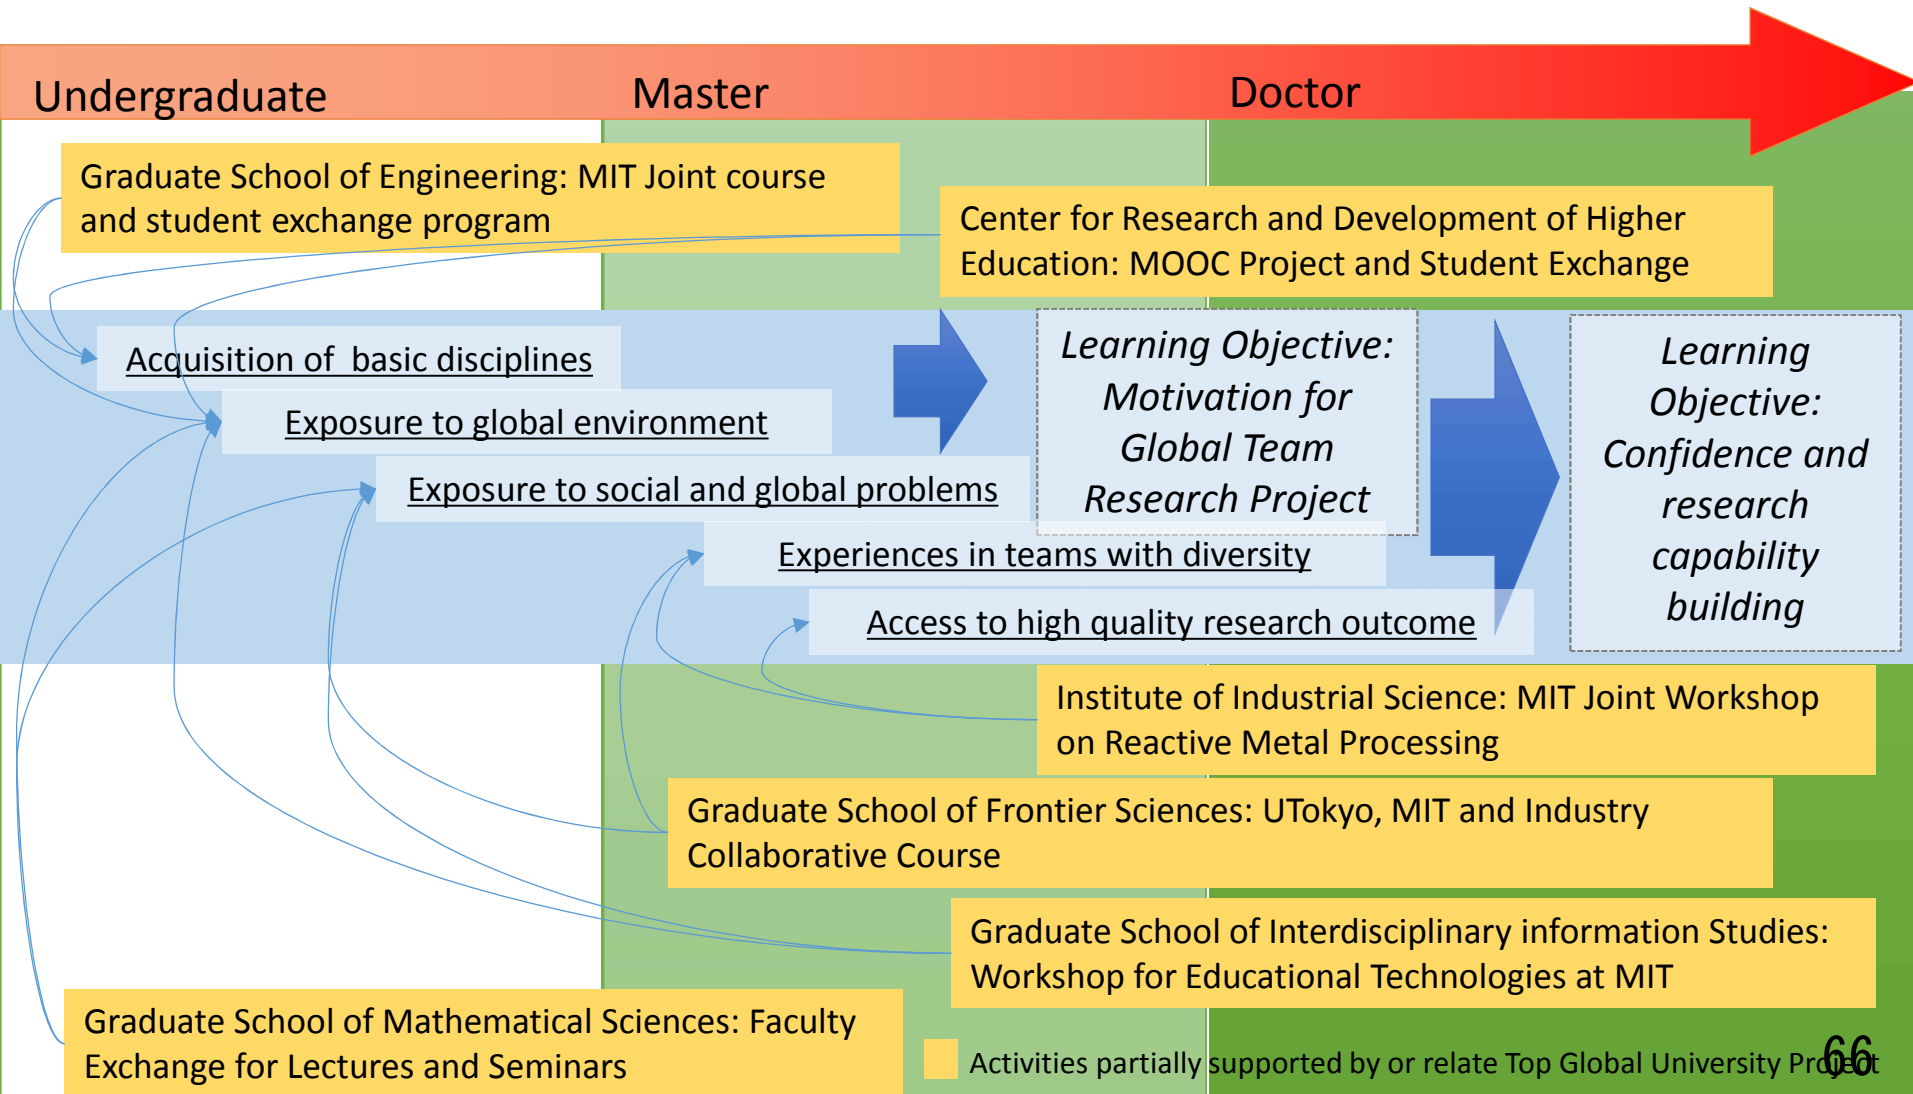 Undergraduate
Master
Doctor
Graduate School of Engineering: MIT Joint course
and student exchange program
Center for Research and Development of Higher
Education: MOOC Project and Student Exchange
Acquisition of  basic disciplines
Exposure to global environment
Exposure to social and global problems
Experiences in teams with diversity
Access to high quality research outcome
Learning Objective:
Motivation for
Global Team
Research Project
Learning
Objective:
Confidence and
research
capability
building
Institute of Industrial Science: MIT Joint Workshop
on Reactive Metal Processing
Graduate School of Frontier Sciences: UTokyo, MIT and Industry
Collaborative Course
Graduate School of Interdisciplinary information Studies:
Workshop for Educational Technologies at MIT
Graduate School of Mathematical Sciences: Faculty
Exchange for Lectures and Seminars
Activities partially supported by or relate Top Global University Project
66